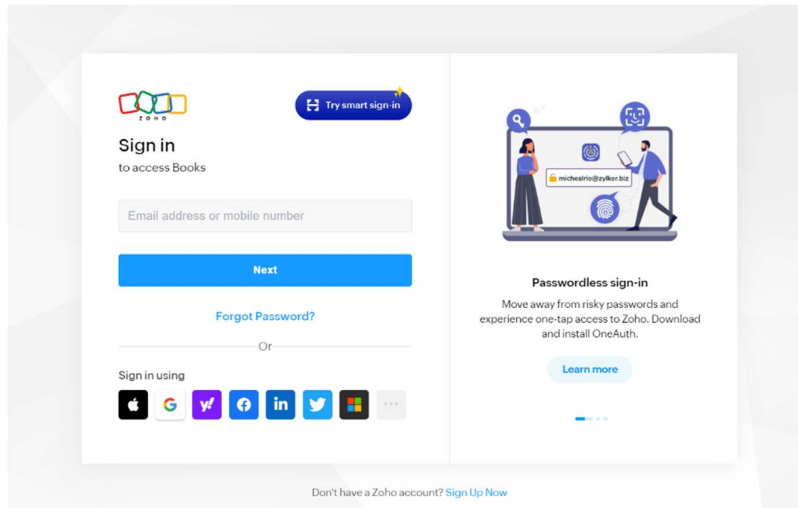 ZOHO
Try smart sign-in
Sign in
to access Books
Email address or mobile number
Next
Forgot Password?
Or
Sign in using
y!
f
in
michealrio@zylker.biz
Passwordless sign-in
Move away from risky passwords and
experience one-tap access to Zoho. Download
and install OneAuth.
Learn more
Don't have a Zoho account? Sign Up Now